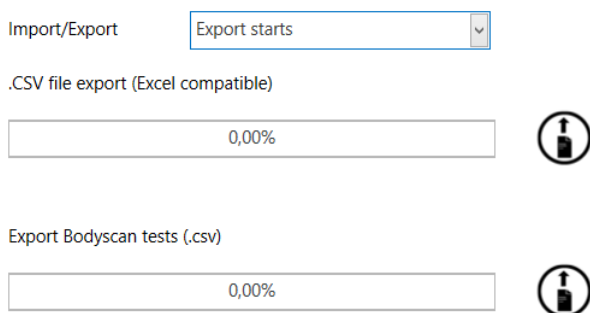 Import/Export Export starts
.CSV file export (Excel compatible)
0,00%
Export Bodyscan tests (.csv)
0,00%